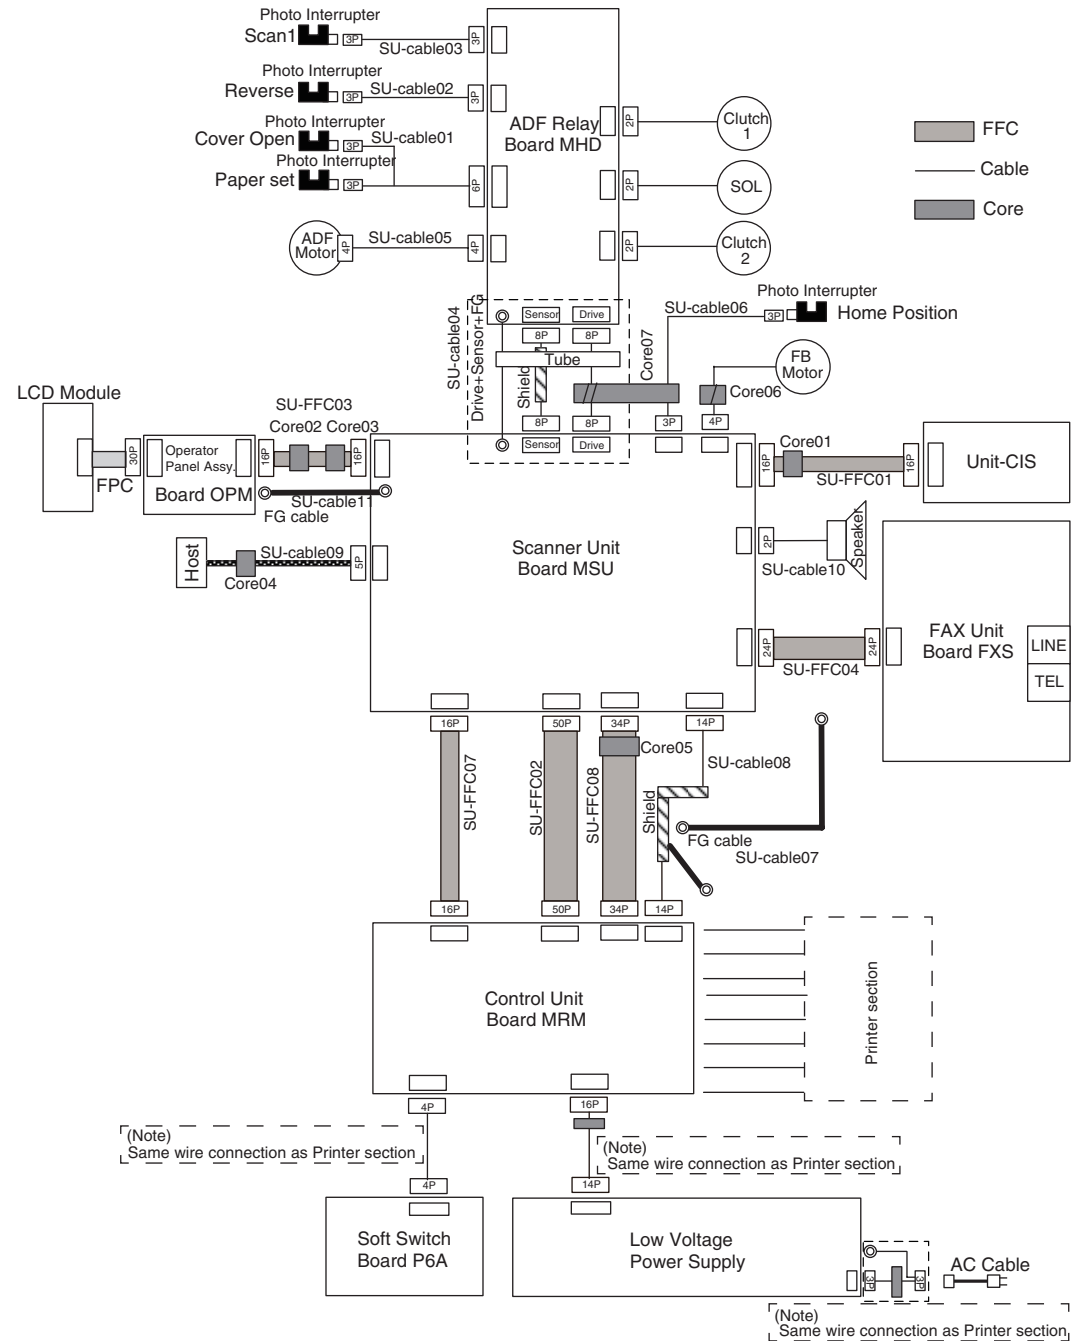 Photo Interrupter
Scan1
3P
SU-cable03
3P
Photo Interrupter
Reverse
3P
SU-cable02
3P
Photo Interrupter
Cover Open
3P
SU-cable01
Photo Interrupter
Paper set
3P
6P
ADF
Motor
4P
SU-cable05
4P
ADF Relay
Board MHD
2P
Clutch
1
2P
SOL
2P
Clutch
2
FFC
Cable
Core
SU-cable04
Drive+Sensor+FG
Sensor
Drive
8P
8P
Tube
Shield
8P
8P
Sensor
Drive
Core07
SU-cable06
3P
Photo Interrupter
Home Position
3P
FB
Motor
Core06
4P
LCD Module
30P
FPC
Operator
Panel Assy.
Board OPM
SU-FFC03
Core02
Core03
16P
16P
SU-cable11
FG cable
Host
SU-cable09
Core04
5P
Scanner Unit
Board MSU
16P
Core01
SU-FFC01
16P
Unit-CIS
2P
SU-cable10
Speaker
24P
SU-FFC04
24P
FAX Unit
Board FXS
LINE
TEL
16P
50P
34P
14P
SU-FFC07
SU-FFC02
SU-FFC08
Core05
SU-cable08
Shield
FG cable
SU-cable07
16P
50P
34P
14P
Control Unit
Board MRM
Printer section
4P
16P
(Note)
Same wire connection as Printer section
(Note)
Same wire connection as Printer section
4P
14P
Soft Switch
Board P6A
Low Voltage
Power Supply
3P
3P
AC Cable
(Note)
Same wire connection as Printer section